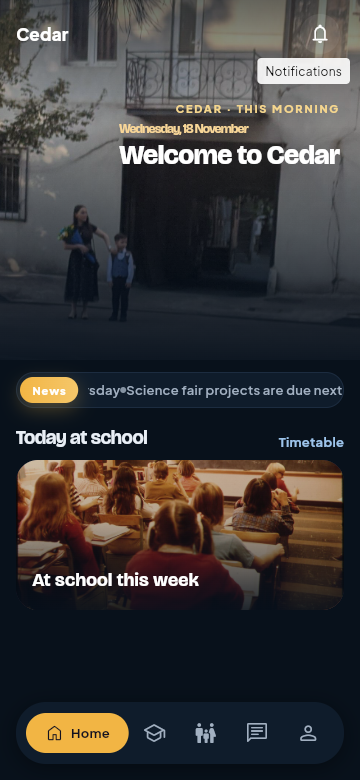 Cedar
Notifications
CEDAR · THIS MORNING
Wednesday, 18 November
Welcome to Cedar
News
sday•Science fair projects are due next
Today at school
Timetable
At school this week
Home